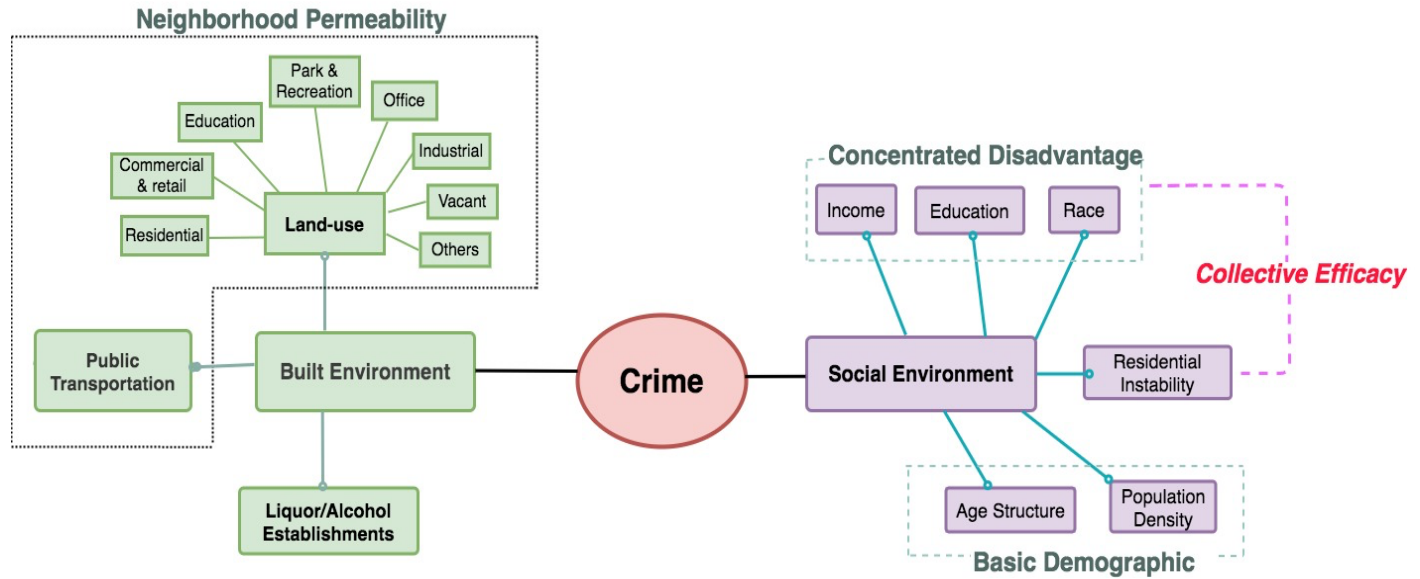 Neighborhood Permeability
Park &
Recreation
Office
Education
Industrial
Commercial
& retail
Vacant
Land-use
Residential
Others
Public
Transportation
Built Environment
Liquor/Alcohol
Establishments
Crime
Concentrated Disadvantage
Income
Education
Race
Collective Efficacy
Social Environment
Residential
Instability
Age Structure
Population
Density
Basic Demographic